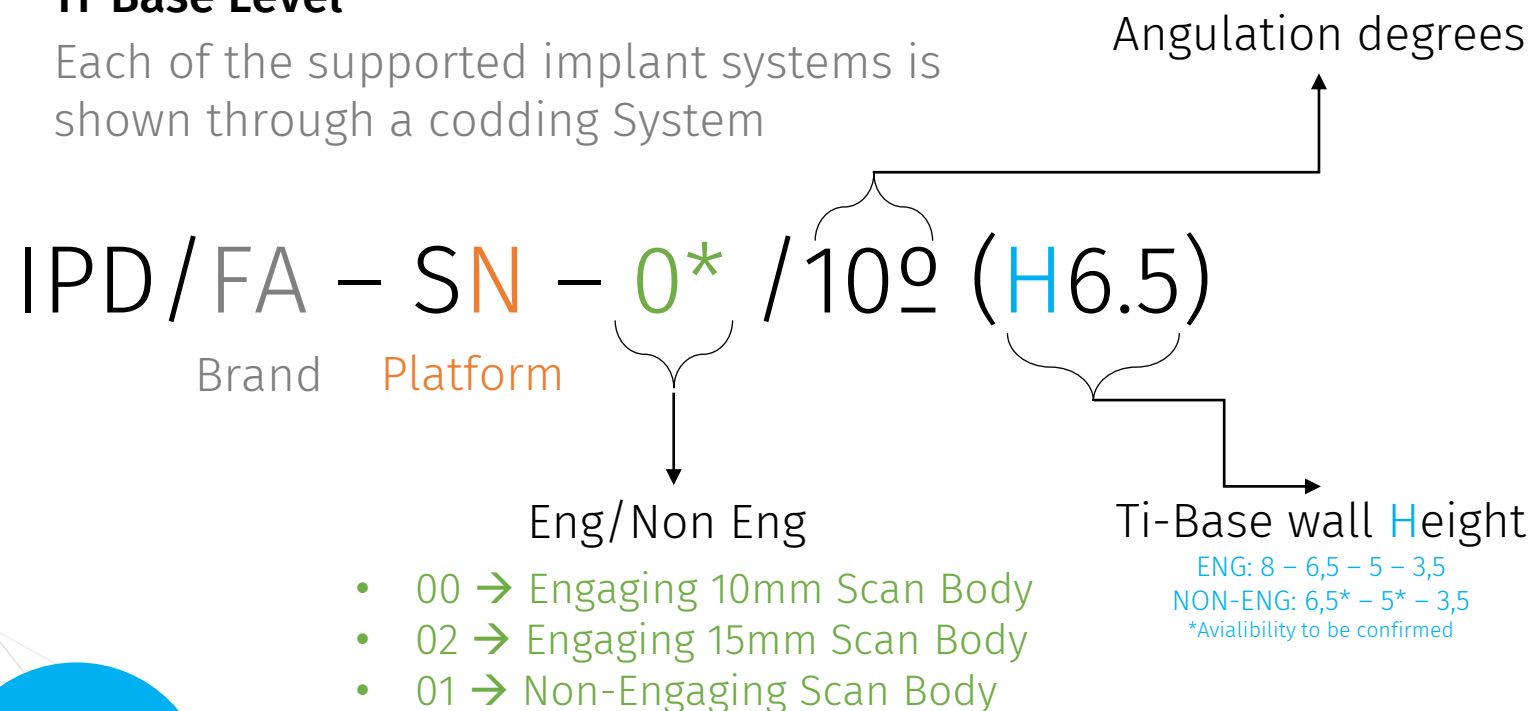 Ti-Base Level
Each of the supported implant systems is
shown through a codding System
Angulation degrees
IPD/FA – SN – 0* /10º (H6.5)
Brand
Platform
Eng/Non Eng
• 00 → Engaging 10mm Scan Body
• 02 → Engaging 15mm Scan Body
• 01 → Non-Engaging Scan Body
Ti-Base wall Height
ENG: 8 – 6,5 – 5 – 3,5
NON-ENG: 6,5* – 5* – 3,5
*Avialibility to be confirmed